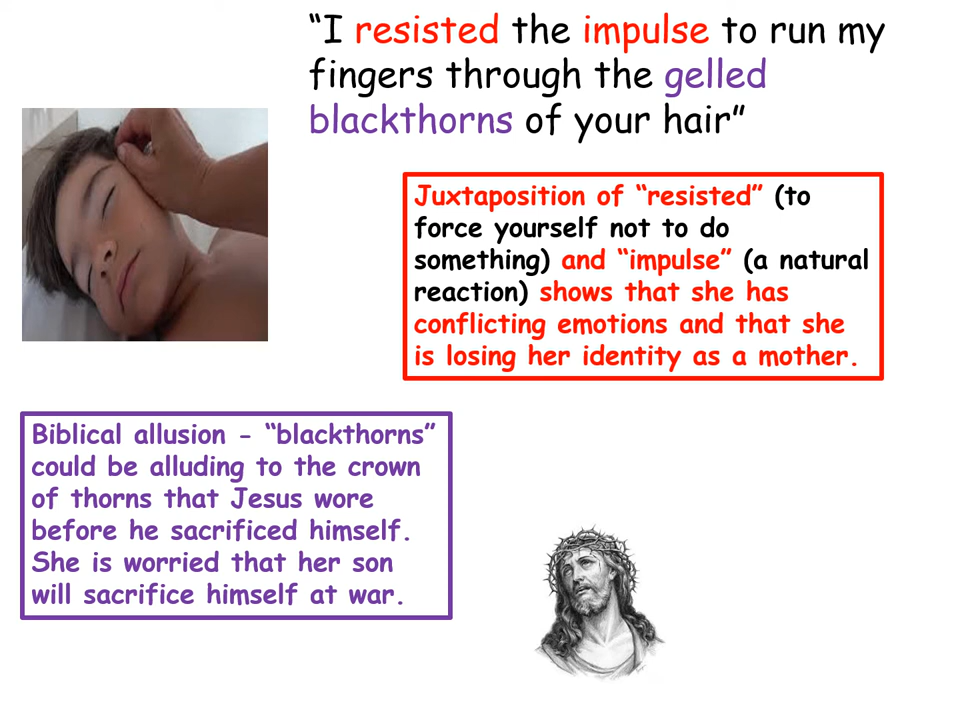 “I resisted the impulse to run my
fingers through the gelled
blackthorns of your hair”
Juxtaposition of “resisted” (to
force yourself not to do
something) and “impulse” (a natural
reaction) shows that she has
conflicting emotions and that she
is losing her identity as a mother.
Biblical allusion - “blackthorns”
could be alluding to the crown
of thorns that Jesus wore
before he sacrificed himself.
She is worried that her son
will sacrifice himself at war.